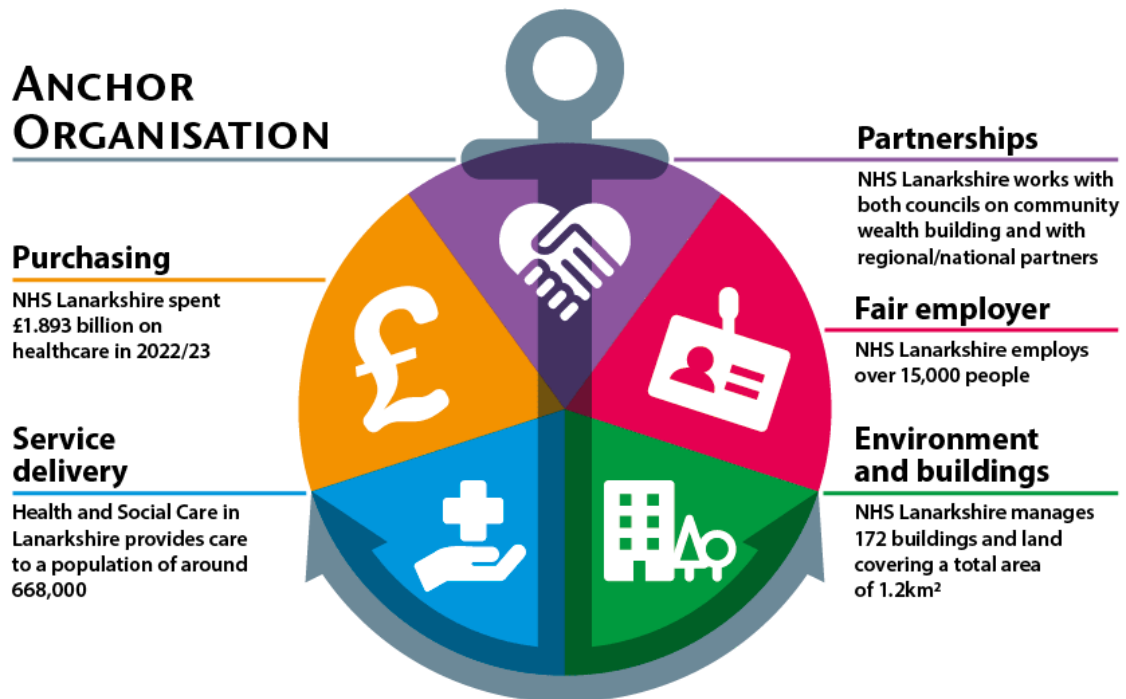 ANCHOR
ORGANISATION
Purchasing
NHS Lanarkshire spent
£1.893 billion on
healthcare in 2022/23
Service
delivery
Health and Social Care in
Lanarkshire provides care
to a population of around
668,000
£
Partnerships
NHS Lanarkshire works with
both councils on community
wealth building and with
regional/national partners
Fair employer
NHS Lanarkshire employs
over 15,000 people
Environment
and buildings
NHS Lanarkshire manages
172 buildings and land
covering a total area
of 1.2km²